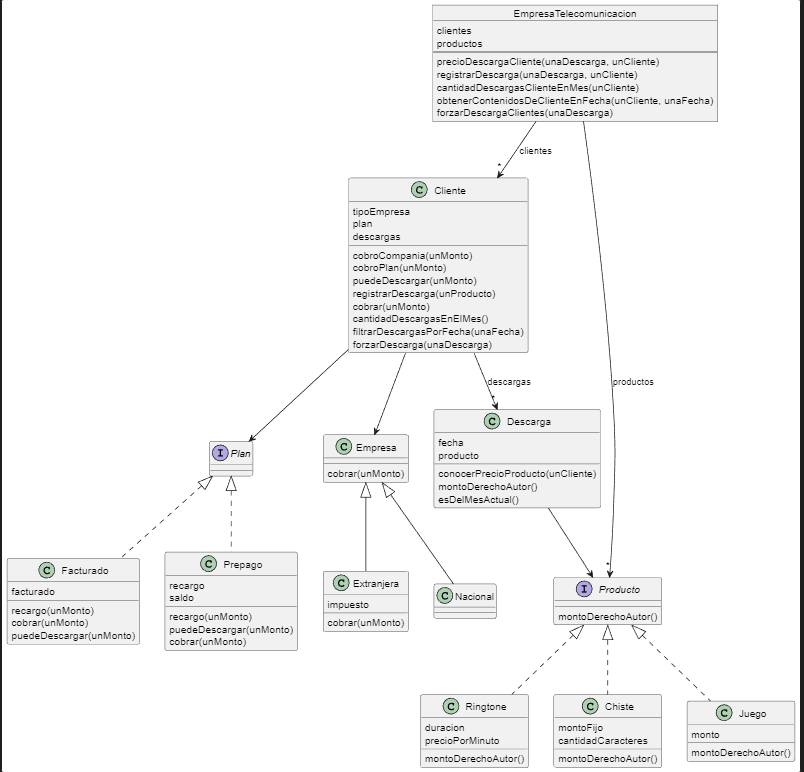 EmpresaTelecomunicacion
clientes
productos
precioDescargaCliente(unaDescarga, unCliente)
registrarDescarga(unaDescarga, unCliente)
cantidadDescargasClienteEnMes(unCliente)
obtenerContenidosDeClienteEnFecha(unCliente, unaFecha)
forzarDescargaClientes(unaDescarga)
clientes
*
C Cliente
tipoEmpresa
plan
descargas
cobroCompania(unMonto)
cobroPlan(unMonto)
puedeDescargar(unMonto)
registrarDescarga(unProducto)
cobrar(unMonto)
cantidadDescargasEnElMes()
filtrarDescargasPorFecha(unaFecha)
forzarDescarga(unaDescarga)
descargas
*
productos
*
I Plan
C Empresa
cobrar(unMonto)
C Descarga
fecha
producto
conocerPrecioProducto(unCliente)
montoDerechoAutor()
esDelMesActual()
C Facturado
facturado
recargo(unMonto)
cobrar(unMonto)
puedeDescargar(unMonto)
C Prepago
recargo
saldo
recargo(unMonto)
puedeDescargar(unMonto)
cobrar(unMonto)
C Extranjera
impuesto
cobrar(unMonto)
C Nacional
I Producto
montoDerechoAutor()
C Ringtone
duracion
precioPorMinuto
montoDerechoAutor()
C Chiste
montoFijo
cantidadCaracteres
montoDerechoAutor()
C Juego
monto
montoDerechoAutor()